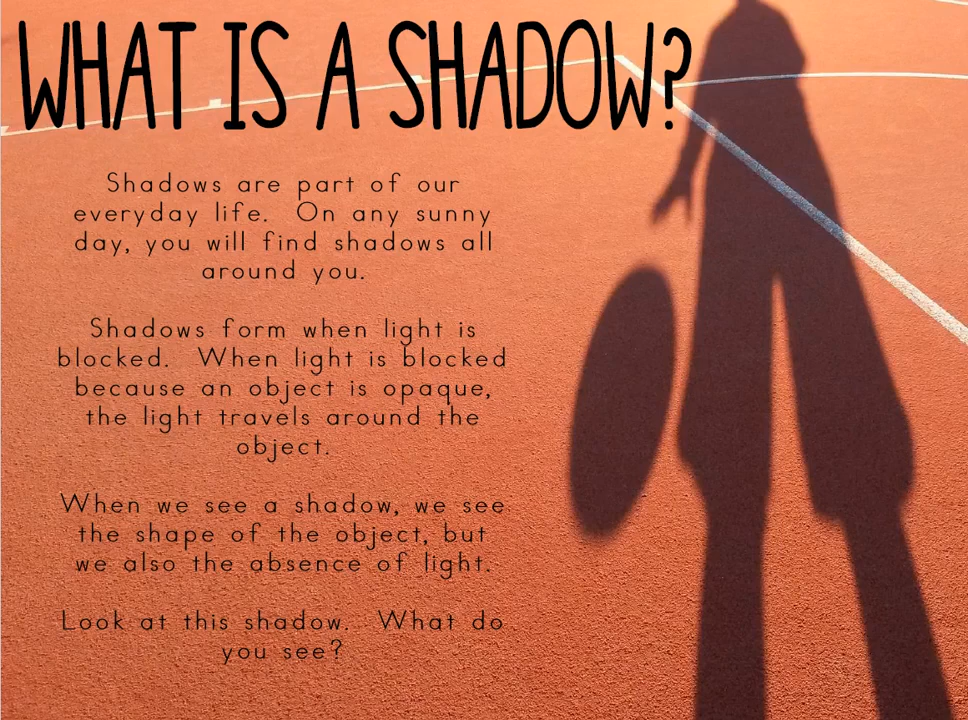 WHAT IS A SHADOW?
Shadows are part of our
everyday life. On any sunny
day, you will find shadows all
around you.
Shadows form when light is
blocked. When light is blocked
because an object is opaque,
the light travels around the
object.
When we see a shadow, we see
the shape of the object, but
we also the absence of light.
Look at this shadow. What do
you see?